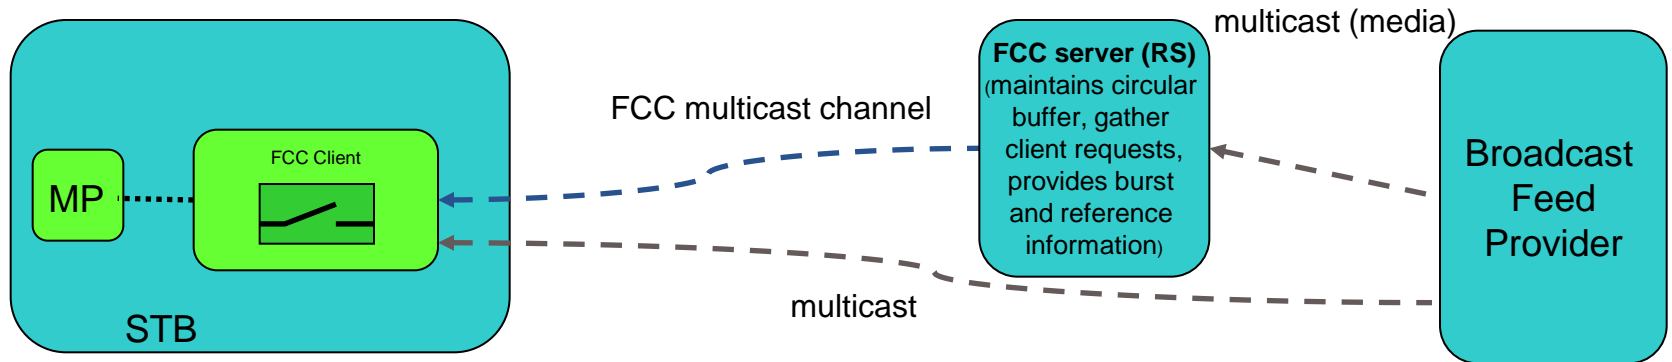 multicast (media)
FCC server (RS)
(maintains circular
buffer, gather
client requests,
provides burst
and reference
information)
FCC multicast channel
FCC Client
MP
Broadcast
Feed
Provider
multicast
STB